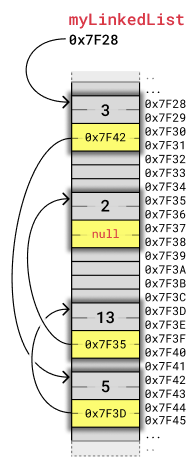 myLinkedList
0x7F28
..
...
3
0x7F28
0x7F29
0x7F42
0x7F30
0x7F31
0x7F32
0x7F33
0x7F34
2
0x7F35
0x7F36
null
0x7F37
0x7F38
0x7F39
0x7F3A
0x7F3B
0x7F3C
13
0x7F3D
0x7F3E
0x7F35
0x7F3F
0x7F40
0x7F41
5
0x7F42
0x7F43
0x7F3D
0x7F44
0x7F45
...
..